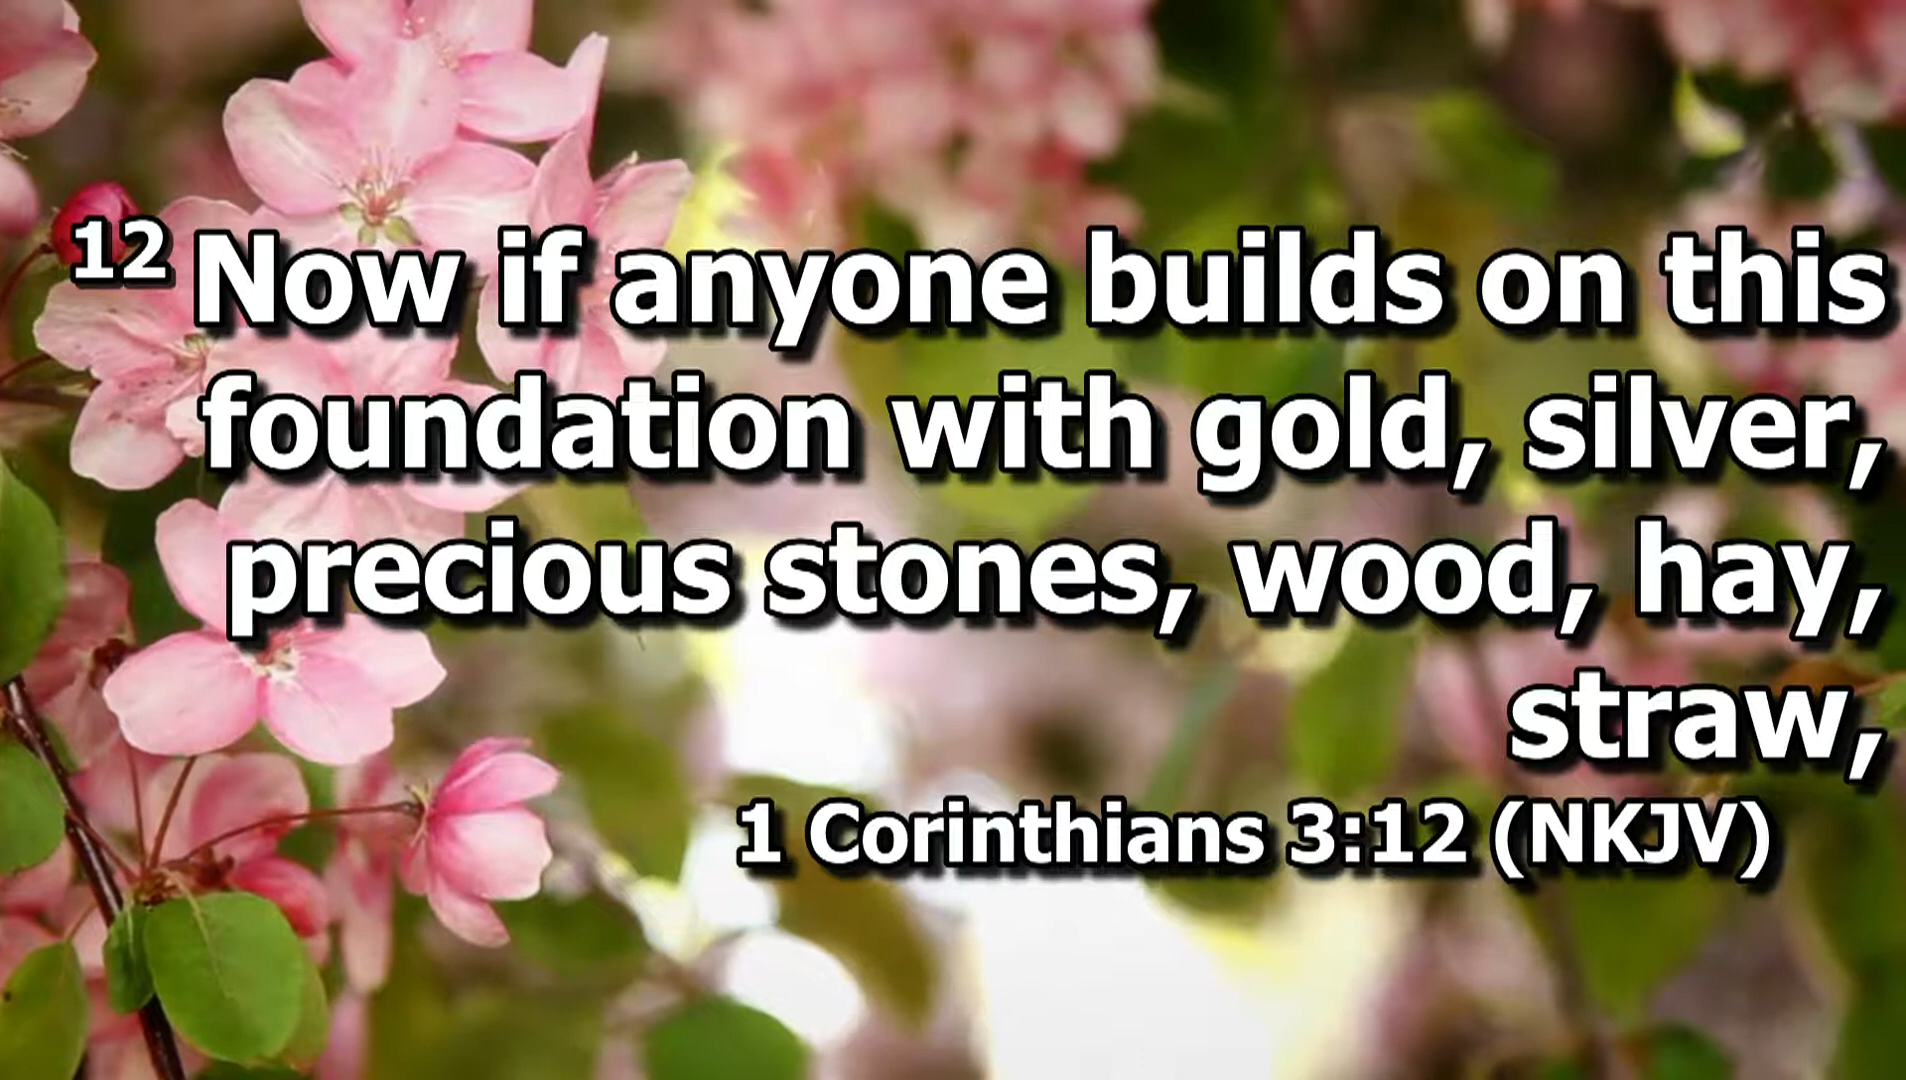 12 Now if anyone builds on this
foundation with gold, silver,
precious stones, wood, hay,
straw,
1 Corinthians 3:12 (NKJV)